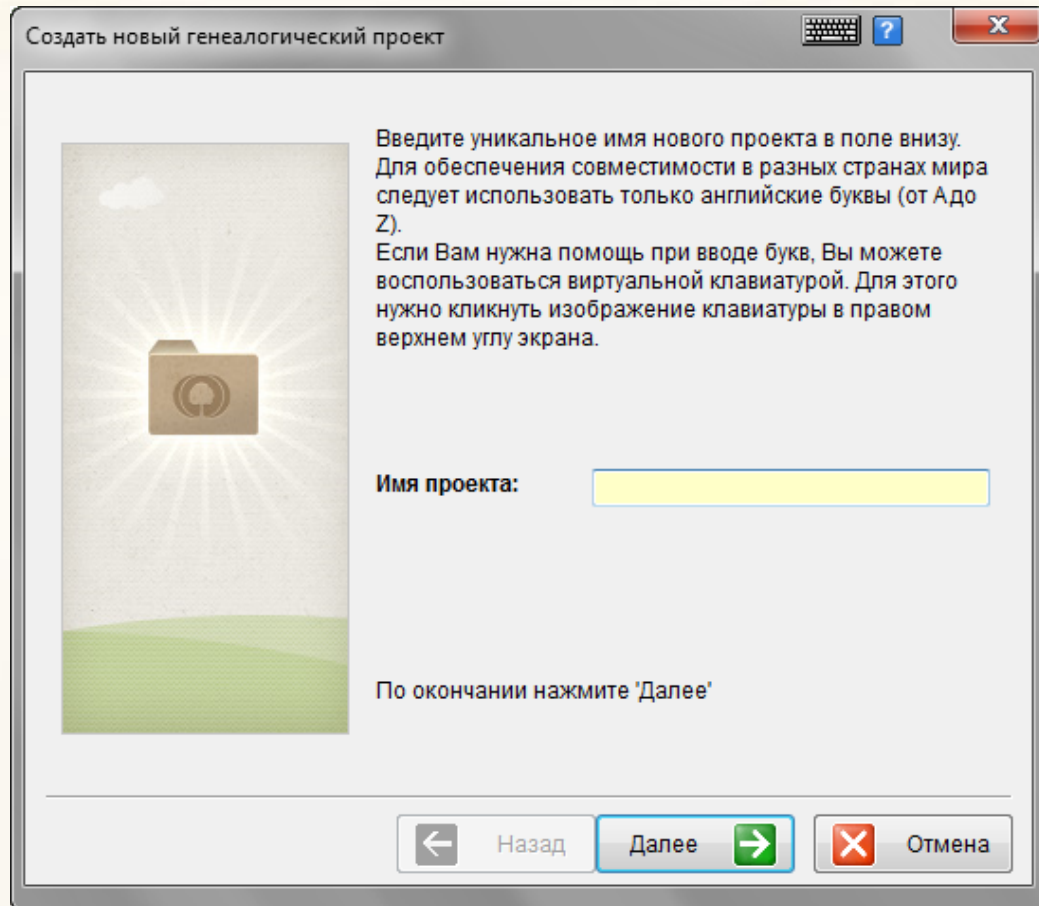 Создать новый генеалогический проект
?
X
Введите уникальное имя нового проекта в поле внизу.
Для обеспечения совместимости в разных странах мира
следует использовать только английские буквы (от A до
Z).
Если Вам нужна помощь при вводе букв, Вы можете
воспользоваться виртуальной клавиатурой. Для этого
нужно кликнуть изображение клавиатуры в правом
верхнем углу экрана.
Имя проекта:
По окончании нажмите 'Далее'
Назад
Далее
Отмена